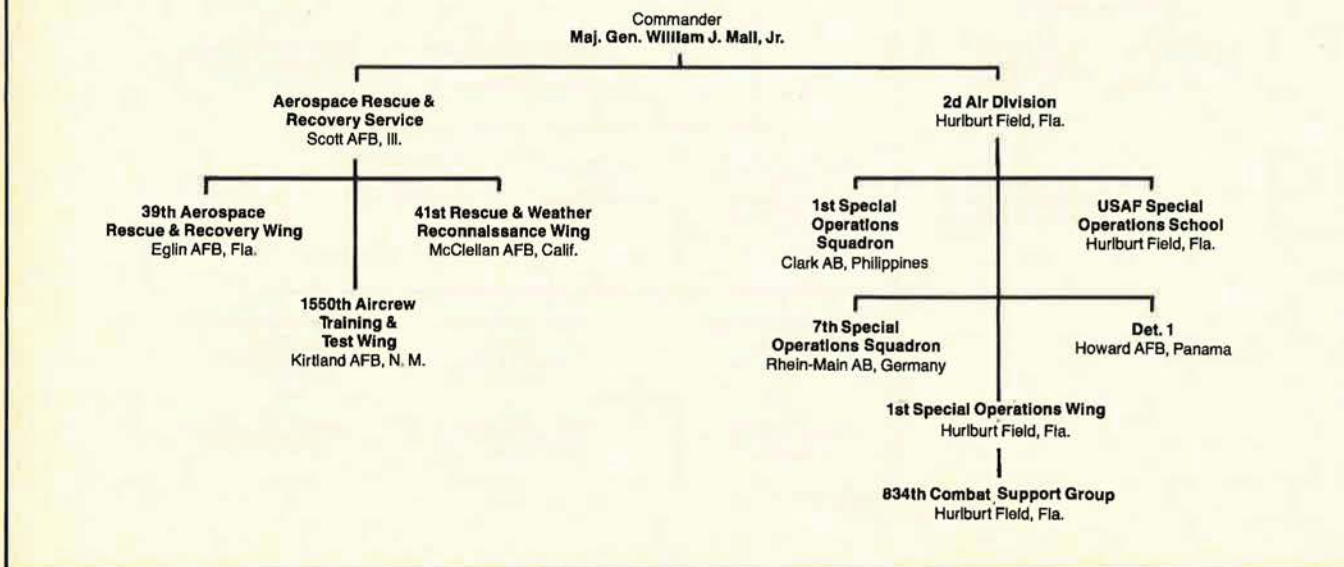 Commander
Maj. Gen. William J. Mall, Jr.
Aerospace Rescue &
Recovery Service
Scott AFB, Ill.
2d Air Division
Hurlburt Field, Fla.
39th Aerospace
Rescue & Recovery Wing
Eglin AFB, Fla.
41st Rescue & Weather
Reconnaissance Wing
McClellan AFB, Calif.
1550th Aircrew
Training &
Test Wing
Kirtland AFB, N. M.
1st Special
Operations
Squadron
Clark AB, Philippines
USAF Special
Operations School
Hurlburt Field, Fla.
7th Special
Operations Squadron
Rhein-Main AB, Germany
Det. 1
Howard AFB, Panama
1st Special Operations Wing
Hurlburt Field, Fla.
834th Combat Support Group
Hurlburt Field, Fla.